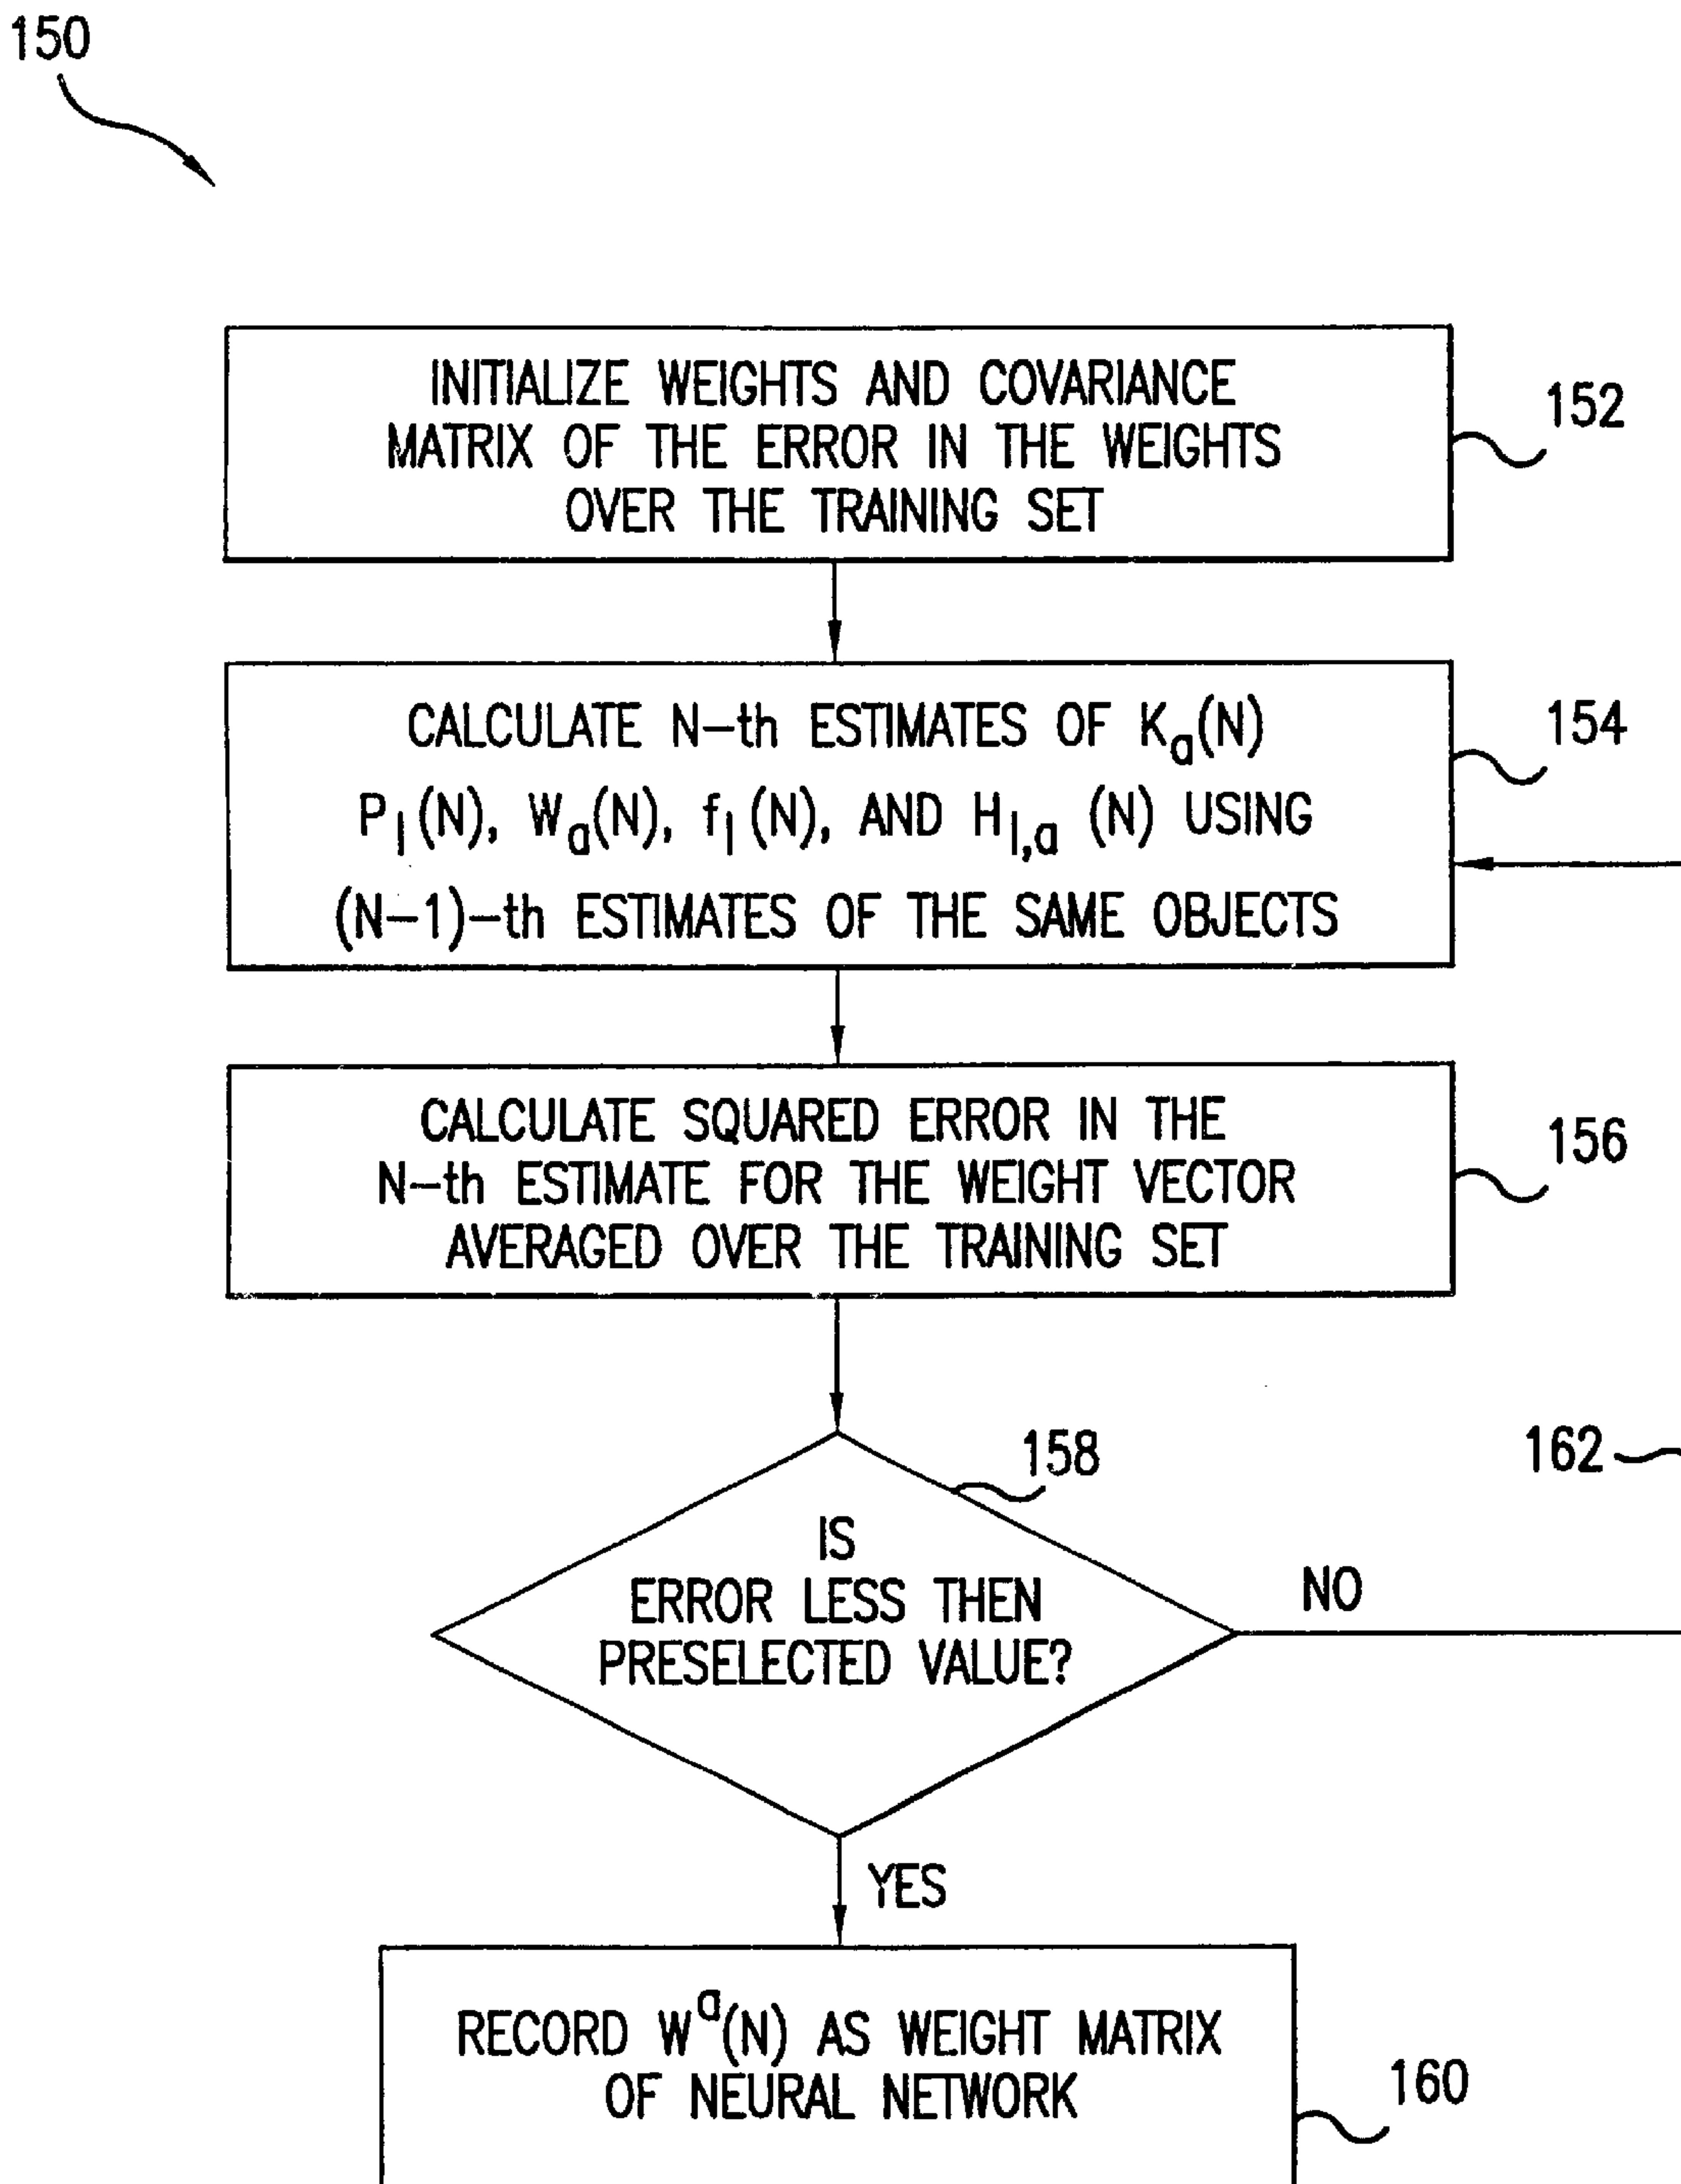 150
INITIALIZE WEIGHTS AND COVARIANCE
MATRIX OF THE ERROR IN THE WEIGHTS
OVER THE TRAINING SET
152
CALCULATE N-th ESTIMATES OF Ka(N)
Pl(N), Wa(N), fl(N), AND Hl,a (N) USING
(N-1)-th ESTIMATES OF THE SAME OBJECTS
154
CALCULATE SQUARED ERROR IN THE
N-th ESTIMATE FOR THE WEIGHT VECTOR
AVERAGED OVER THE TRAINING SET
156
158
162
IS
ERROR LESS THEN
PRESELECTED VALUE?
NO
YES
RECORD Wa(N) AS WEIGHT MATRIX
OF NEURAL NETWORK
160